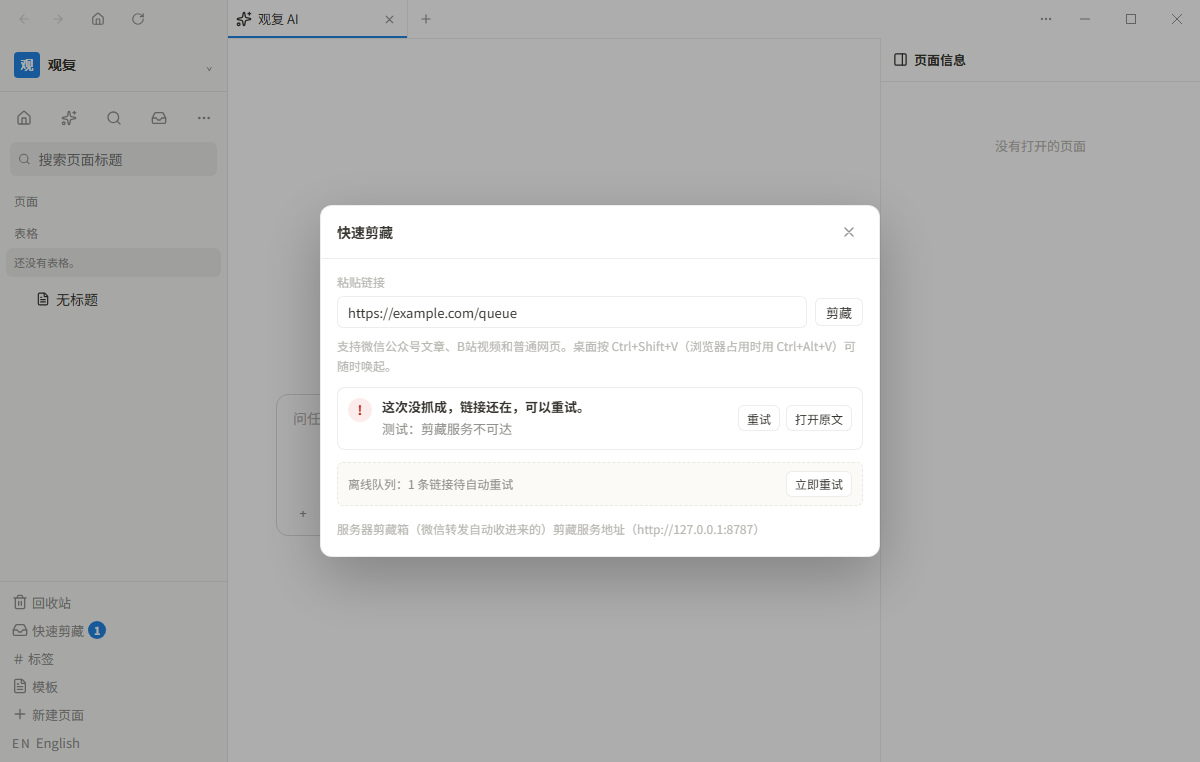 观复 AI
观 观复
页面信息
搜索页面标题
没有打开的页面
页面
表格
还没有表格。
无标题
快速剪藏
粘贴链接
https://example.com/queue
剪藏
支持微信公众号文章、B站视频和普通网页。桌面按 Ctrl+Shift+V（浏览器占用时用 Ctrl+Alt+V）可
随时唤起。
! 这次没抓成，链接还在，可以重试。
测试：剪藏服务不可达
重试 打开原文
问任
离线队列：1 条链接待自动重试
立即重试
服务器剪藏箱（微信转发自动收进来的）剪藏服务地址（http://127.0.0.1:8787）
回收站
快速剪藏 1
# 标签
模板
新建页面
EN English